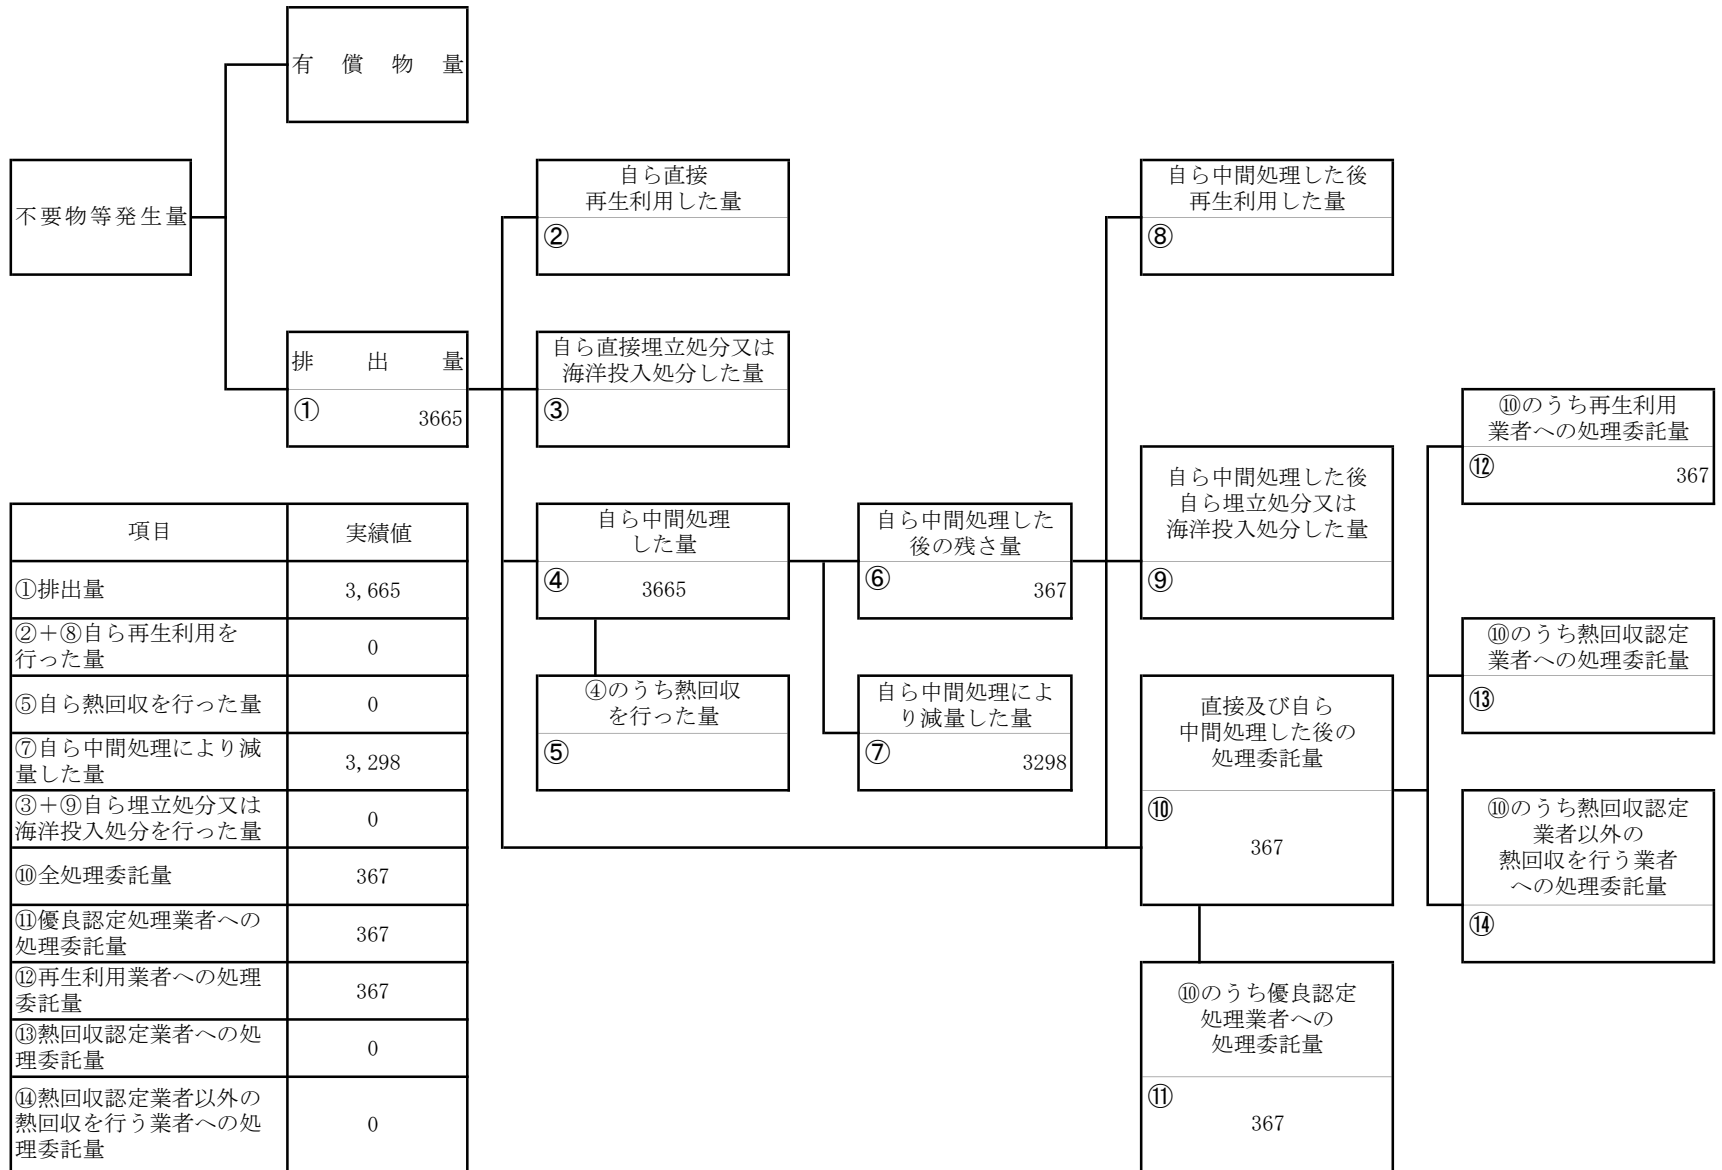 有償物量
不要物等発生量
排出量
① 3665
自ら直接
再生利用した量
②
自ら直接埋立処分又は
海洋投入処分した量
③
自ら中間処理
した量
④ 3665
④のうち熱回収
を行った量
⑤
自ら中間処理した
後の残さ量
⑥ 367
自ら中間処理によ
り減量した量
⑦ 3298
自ら中間処理した後
再生利用した量
⑧
自ら中間処理した後
自ら埋立処分又は
海洋投入処分した量
⑨
直接及び自ら
中間処理した後の
処理委託量
⑩
367
⑩のうち優良認定
処理業者への
処理委託量
⑪
367
⑩のうち再生利用
業者への処理委託量
⑫ 367
⑩のうち熱回収認定
業者への処理委託量
⑬
⑩のうち熱回収認定
業者以外の
熱回収を行う業者
への処理委託量
⑭
項目 実績値
①排出量 3,665
②+⑧自ら再生利用を
行った量 0
⑤自ら熱回収を行った量 0
⑦自ら中間処理により減
量した量 3,298
③+⑨自ら埋立処分又は
海洋投入処分を行った量 0
⑩全処理委託量 367
⑪優良認定処理業者への
処理委託量 367
⑫再生利用業者への処理
委託量 367
⑬熱回収認定業者への処
理委託量 0
⑭熱回収認定業者以外の
熱回収を行う業者への処
理委託量 0